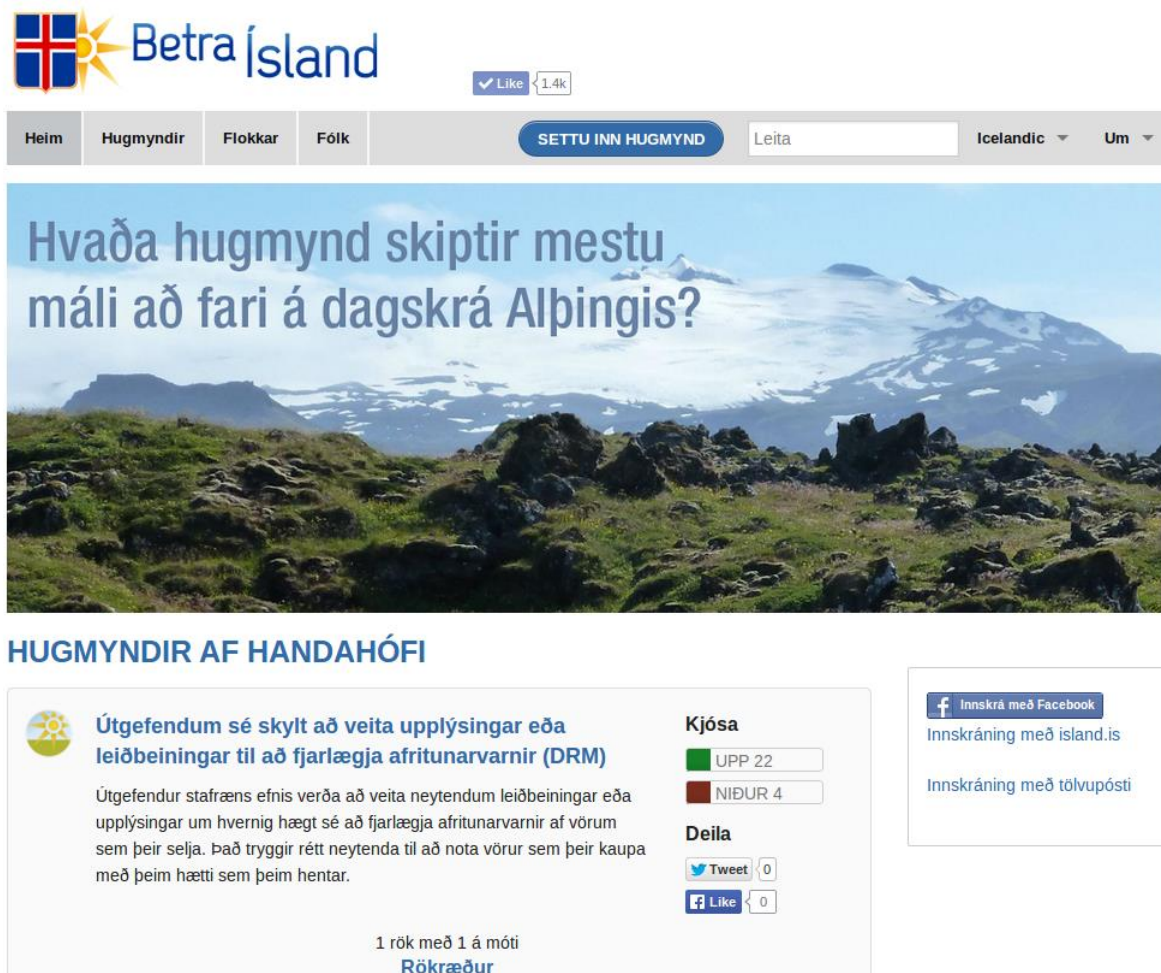 Betra Ísland
Like 1.4k
Heim Hugmyndir Flokkar Fólk SETTU INN HUGMYND Leita Icelandic Um
Hvaða hugmynd skiptir mestu
máli að fari á dagskrá Alþingis?
HUGMYNDIR AF HANDAHÓFI
Útgefendum sé skylt að veita upplýsingar eða
leiðbeiningar til að fjarlægja afritunarvarnir (DRM)
Útgefendur stafræns efnis verða að veita neytendum leiðbeiningar eða
upplýsingar um hvernig hægt sé að fjarlægja afritunarvarnir af vörum
sem þeir selja. Það tryggir rétt neytenda til að nota vörur sem þeir kaupa
með þeim hætti sem þeim hentar.
1 rök með 1 á móti
Rökræður
Kjósa
UPP 22
NIÐUR 4
Deila
Tweet 0
Like 0
Innskrá með Facebook
Innskráning með island.is
Innskráning með tölvupósti